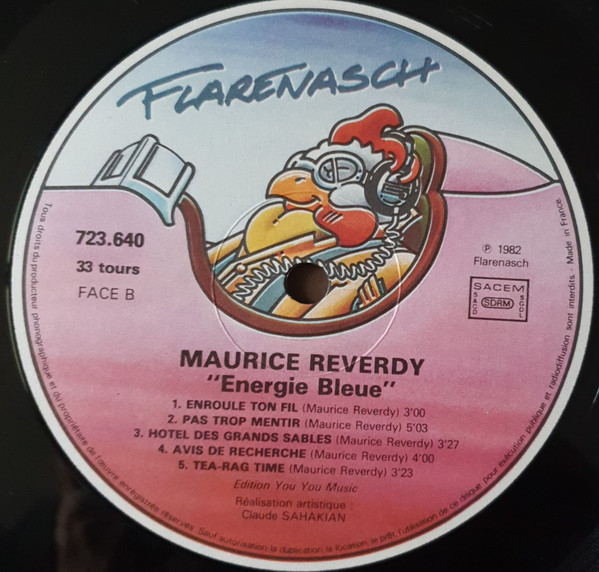 FLARENASCH
723.640
33 tours
FACE B
℗ 1982
Flarenasch
SACEM
SACD
SDRM
SGDL
MAURICE REVERDY
"Energie Bleue"
1. ENROULE TON FIL (Maurice Reverdy) 3'00
2. PAS TROP MENTIR (Maurice Reverdy) 5'03
3. HOTEL DES GRANDS SABLES (Maurice Reverdy) 3'27
4. AVIS DE RECHERCHE (Maurice Reverdy) 4'00
5. TEA-RAG TIME (Maurice Reverdy) 3'23
Edition You You Music
Réalisation artistique :
Claude SAHAKIAN
Tous droits du producteur phonographique et du propriétaire de l'œuvre enregistrés réservés. Sauf autorisation la duplication, la location, le prêt, l'utilisation de ce disque pour exécution publique et radiodiffusion sont interdits - Made in France.